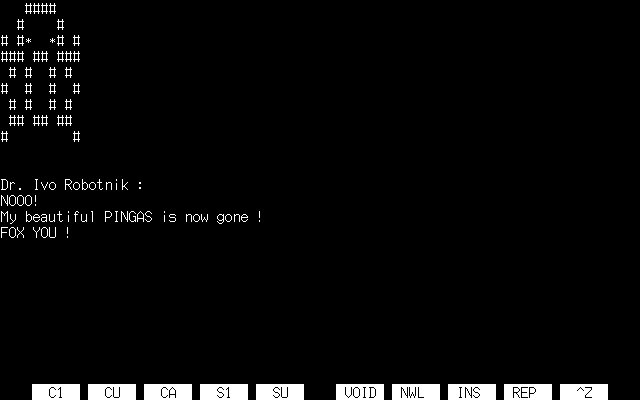 ####
#    #
# #*  *# #
### ## ###
# #  # #
#  #  #  #
# #  # #
## ## ##
#        #
Dr. Ivo Robotnik :
NOOO!
My beautiful PINGAS is now gone !
FOX YOU !
C1 CU CA S1 SU VOID NWL INS REP ^Z